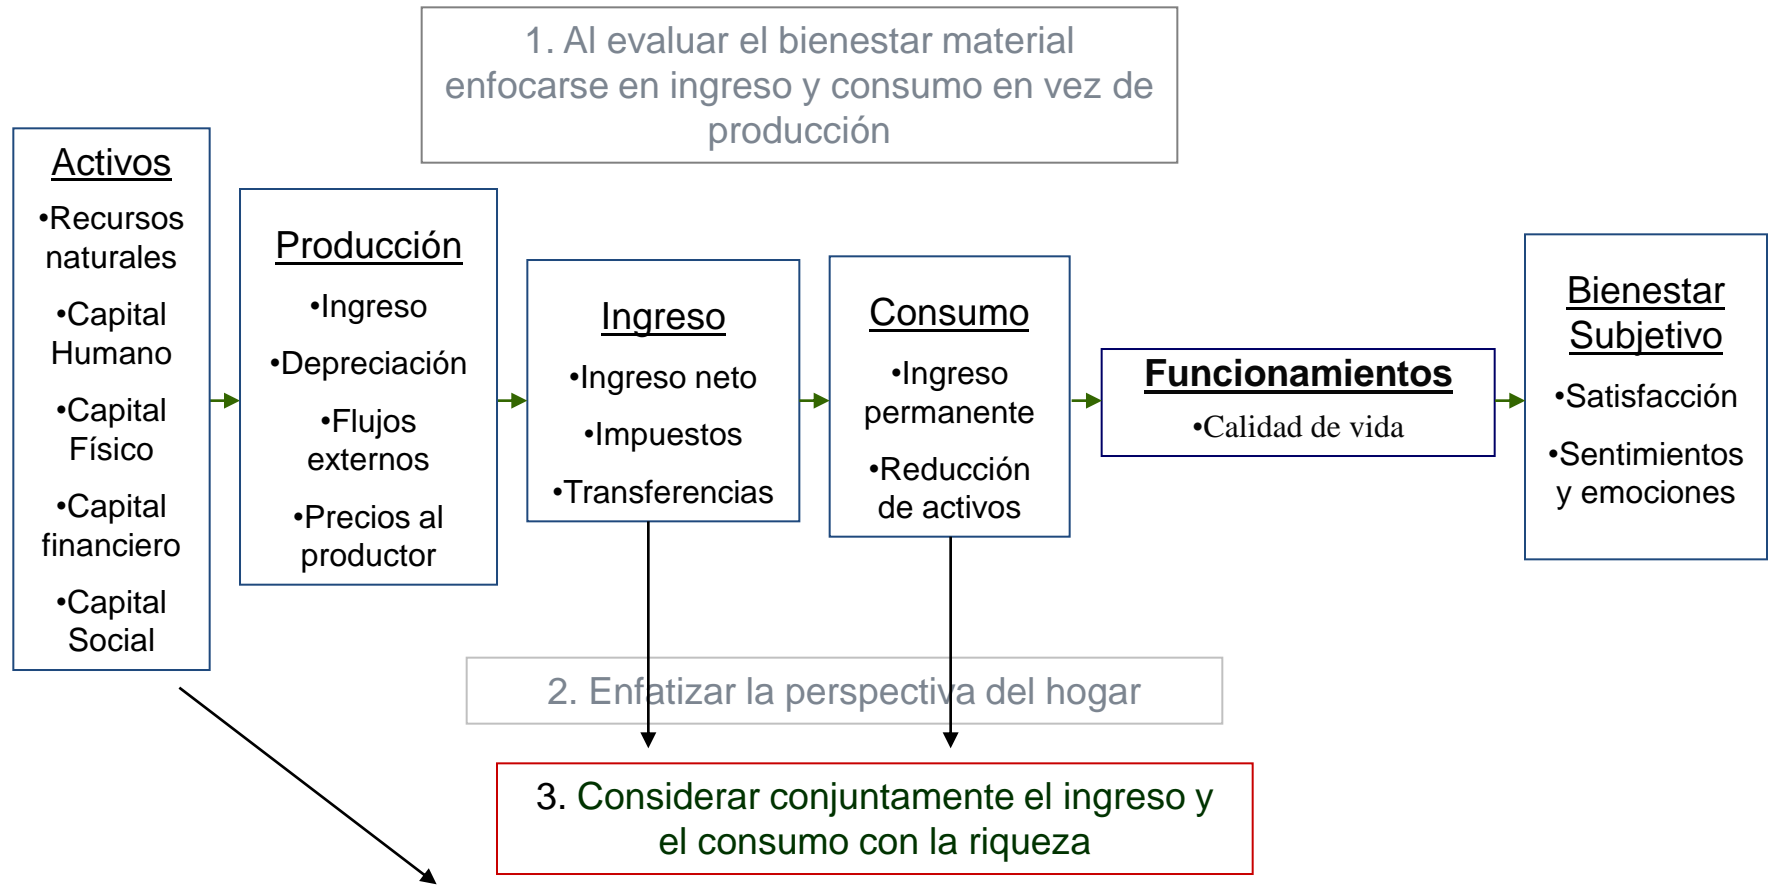 1. Al evaluar el bienestar material
enfocarse en ingreso y consumo en vez de
producción
Activos
•Recursos
naturales
•Capital
Humano
•Capital
Físico
•Capital
financiero
•Capital
Social
Producción
•Ingreso
•Depreciación
•Flujos
externos
•Precios al
productor
Ingreso
•Ingreso neto
•Impuestos
•Transferencias
Consumo
•Ingreso
permanente
•Reducción
de activos
Funcionamientos
•Calidad de vida
Bienestar
Subjetivo
•Satisfacción
•Sentimientos
y emociones
2. Enfatizar la perspectiva del hogar
3. Considerar conjuntamente el ingreso y
el consumo con la riqueza